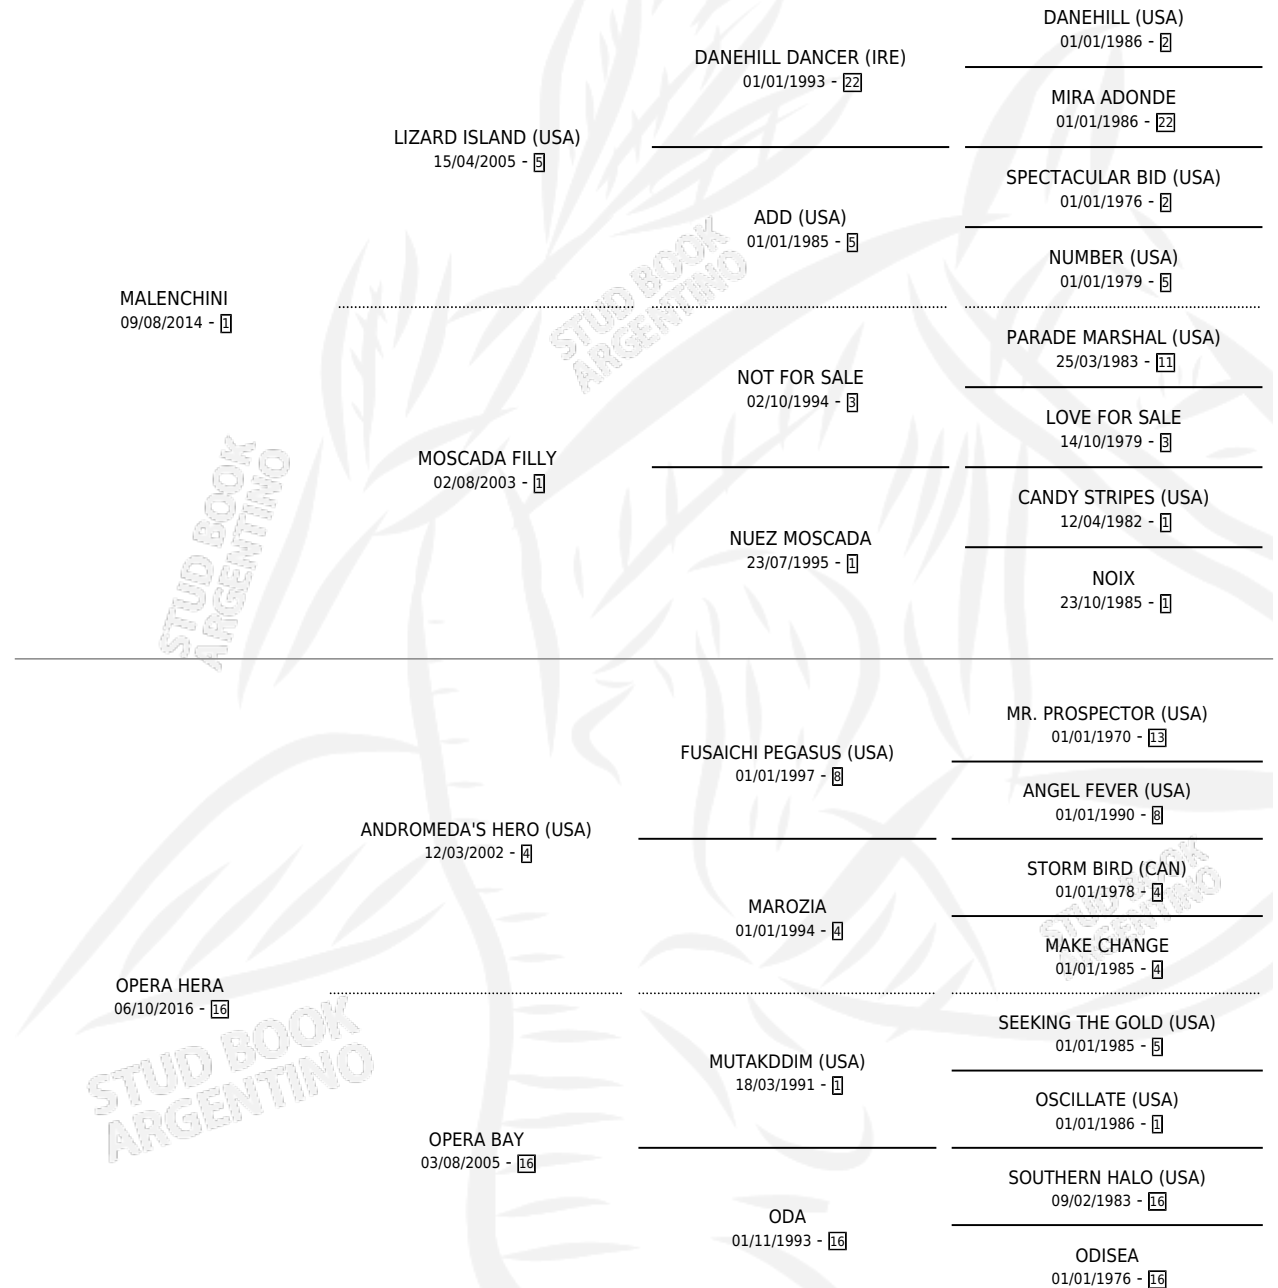 DANEHILL (USA)
01/01/1986 - 2
DANEHILL DANCER (IRE)
01/01/1993 - 22
MIRA ADONDE
01/01/1986 - 22
LIZARD ISLAND (USA)
15/04/2005 - 5
SPECTACULAR BID (USA)
01/01/1976 - 2
ADD (USA)
01/01/1985 - 5
NUMBER (USA)
01/01/1979 - 5
MALENCHINI
09/08/2014 - 1
PARADE MARSHAL (USA)
25/03/1983 - 11
NOT FOR SALE
02/10/1994 - 3
LOVE FOR SALE
14/10/1979 - 3
MOSCADA FILLY
02/08/2003 - 1
CANDY STRIPES (USA)
12/04/1982 - 1
NUEZ MOSCADA
23/07/1995 - 1
NOIX
23/10/1985 - 1
MR. PROSPECTOR (USA)
01/01/1970 - 13
FUSAICHI PEGASUS (USA)
01/01/1997 - 8
ANGEL FEVER (USA)
01/01/1990 - 8
ANDROMEDA'S HERO (USA)
12/03/2002 - 4
STORM BIRD (CAN)
01/01/1978 - 4
MAROZIA
01/01/1994 - 4
MAKE CHANGE
01/01/1985 - 4
OPERA HERA
06/10/2016 - 16
SEEKING THE GOLD (USA)
01/01/1985 - 5
MUTAKDDIM (USA)
18/03/1991 - 1
OSCILLATE (USA)
01/01/1986 - 1
OPERA BAY
03/08/2005 - 16
SOUTHERN HALO (USA)
09/02/1983 - 16
ODA
01/11/1993 - 16
ODISEA
01/01/1976 - 16
STUD BOOK
ARGENTINO
STUD BOOK
ARGENTINO
STUD BOOK
ARGENTINO
STUD BOOK
ARGENTINO